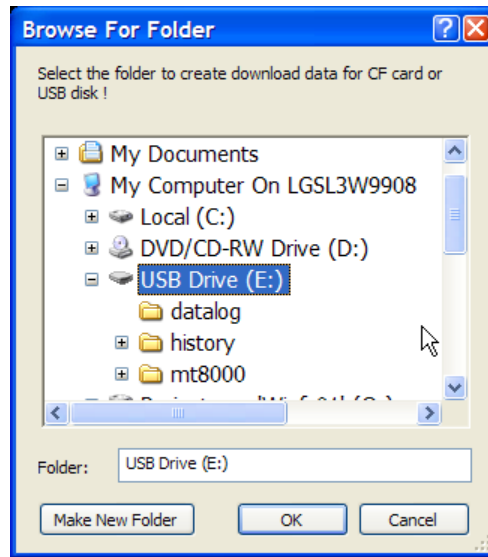 Browse For Folder
Select the folder to create download data for CF card or
USB disk !
My Documents
My Computer On LGSL3W9908
Local (C:)
DVD/CD-RW Drive (D:)
USB Drive (E:)
datalog
history
mt8000
Folder:
USB Drive (E:)
Make New Folder
OK
Cancel